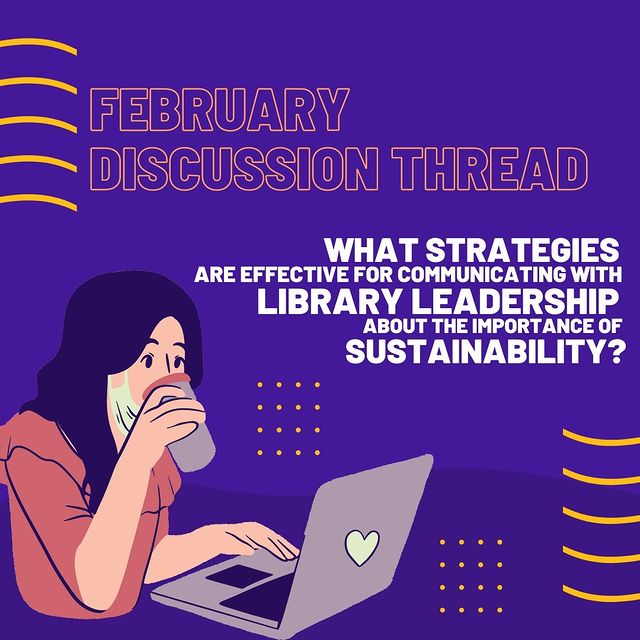 FEBRUARY
DISCUSSION THREAD
WHAT STRATEGIES
ARE EFFECTIVE FOR COMMUNICATING WITH
LIBRARY LEADERSHIP
ABOUT THE IMPORTANCE OF
SUSTAINABILITY?